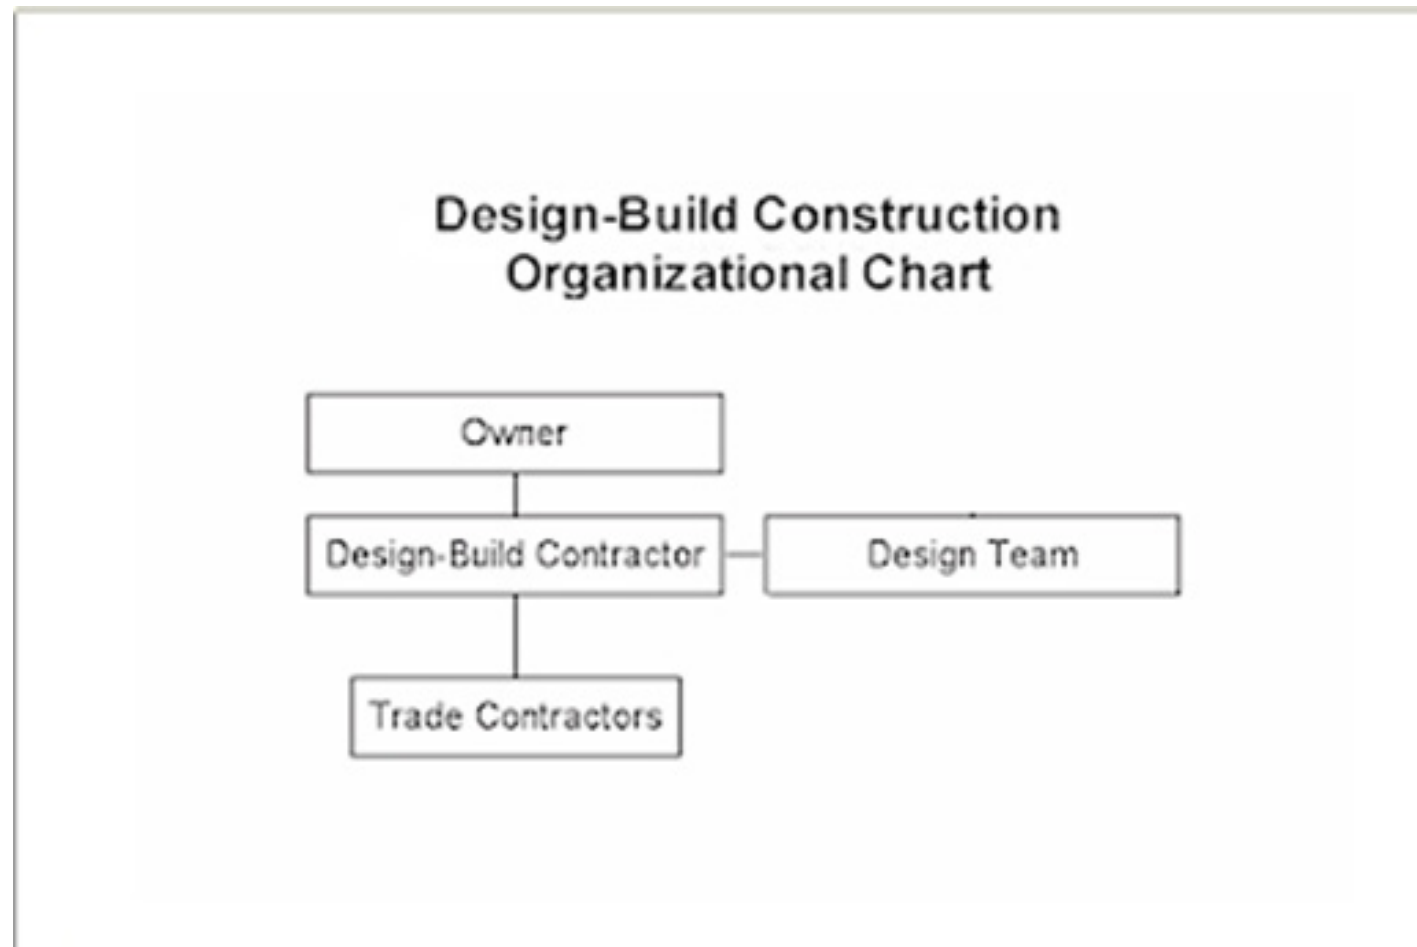 Design-Build Construction
Organizational Chart
Owner
Design-Build Contractor
Design Team
Trade Contractors